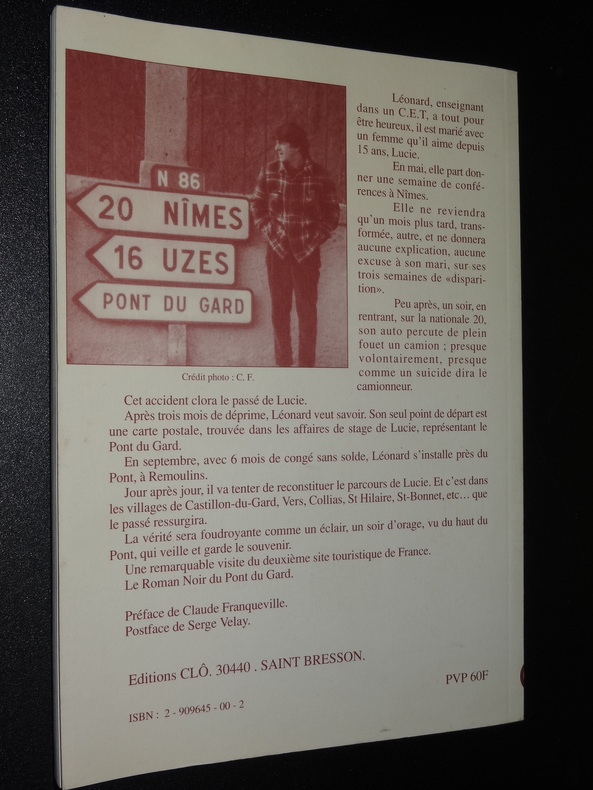 N 86
20 NÎMES
16 UZES
PONT DU GARD
Crédit photo : C. F.
Léonard, enseignant
dans un C.E.T, a tout pour
être heureux, il est marié avec
un femme qu'il aime depuis
15 ans, Lucie.
En mai, elle part don-
ner une semaine de confé-
rences à Nîmes.
Elle ne reviendra
qu'un mois plus tard, trans-
formée, autre, et ne donnera
aucune explication, aucune
excuse à son mari, sur ses
trois semaines de «dispari-
tion».
Peu après, un soir, en
rentrant, sur la nationale 20,
son auto percute de plein
fouet un camion ; presque
volontairement, presque
comme un suicide dira le
camionneur.
Cet accident clora le passé de Lucie.
Après trois mois de déprime, Léonard veut savoir. Son seul point de départ est
une carte postale, trouvée dans les affaires de stage de Lucie, représentant le
Pont du Gard.
En septembre, avec 6 mois de congé sans solde, Léonard s'installe près du
Pont, à Remoulins.
Jour après jour, il va tenter de reconstituer le parcours de Lucie. Et c'est dans
les villages de Castillon-du-Gard, Vers, Collias, St Hilaire, St-Bonnet, etc... que
le passé ressurgira.
La vérité sera foudroyante comme un éclair, un soir d'orage, vu du haut du
Pont, qui veille et garde le souvenir.
Une remarquable visite du deuxième site touristique de France.
Le Roman Noir du Pont du Gard.
Préface de Claude Franqueville.
Postface de Serge Velay.
Editions CLÔ. 30440 . SAINT BRESSON.
PVP 60F
ISBN : 2 - 909645 - 00 - 2